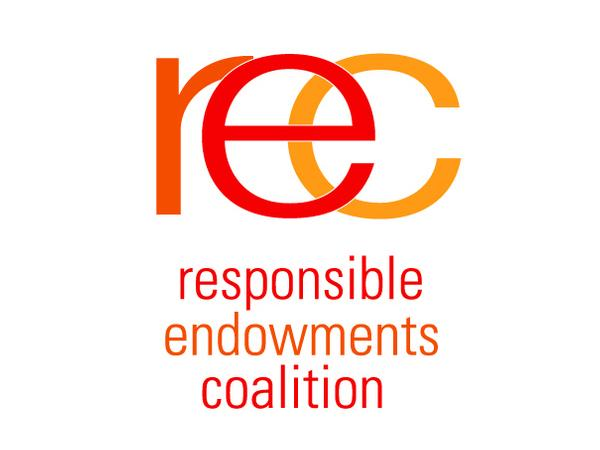 rec
responsible
endowments
coalition